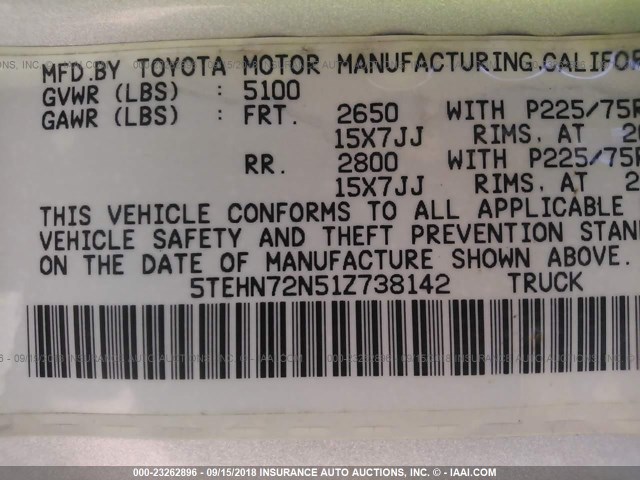 MFD.BY TOYOTA MOTOR MANUFACTURING.CALIFOR
GVWR (LBS) : 5100
GAWR (LBS) : FRT. 2650 WITH P225/75R
15X7JJ RIMS, AT 2
RR. 2800 WITH P225/75R
15X7JJ RIMS, AT 2
THIS VEHICLE CONFORMS TO ALL APPLICABLE
VEHICLE SAFETY AND THEFT PREVENTION STAN
ON THE DATE OF MANUFACTURE SHOWN ABOVE.
5TEHN72N51Z738142 TRUCK
000-23262896 - 09/15/2018 INSURANCE AUTO AUCTIONS, INC. - © - IAAI.COM